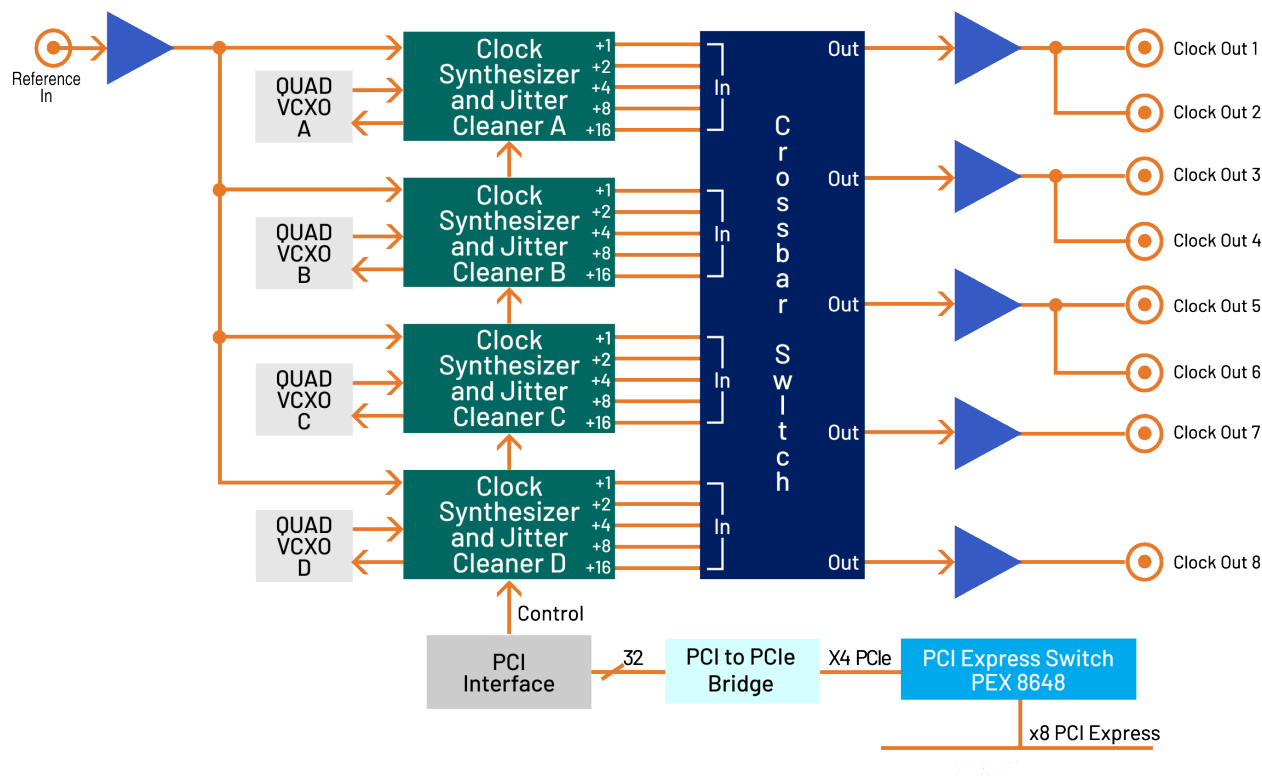 Reference
In
QUAD
VCXO
A
Clock
Synthesizer
and Jitter
Cleaner A
+1
+2
+4
+8
+16
In
QUAD
VCXO
B
Clock
Synthesizer
and Jitter
Cleaner B
+1
+2
+4
+8
+16
In
QUAD
VCXO
C
Clock
Synthesizer
and Jitter
Cleaner C
+1
+2
+4
+8
+16
In
QUAD
VCXO
D
Clock
Synthesizer
and Jitter
Cleaner D
+1
+2
+4
+8
+16
In
Crossbar SwItch
Out
Out
Out
Out
Out
Clock Out 1
Clock Out 2
Clock Out 3
Clock Out 4
Clock Out 5
Clock Out 6
Clock Out 7
Clock Out 8
Control
PCI
Interface
32
PCI to PCIe
Bridge
X4 PCIe
PCI Express Switch
PEX 8648
x8 PCI Express